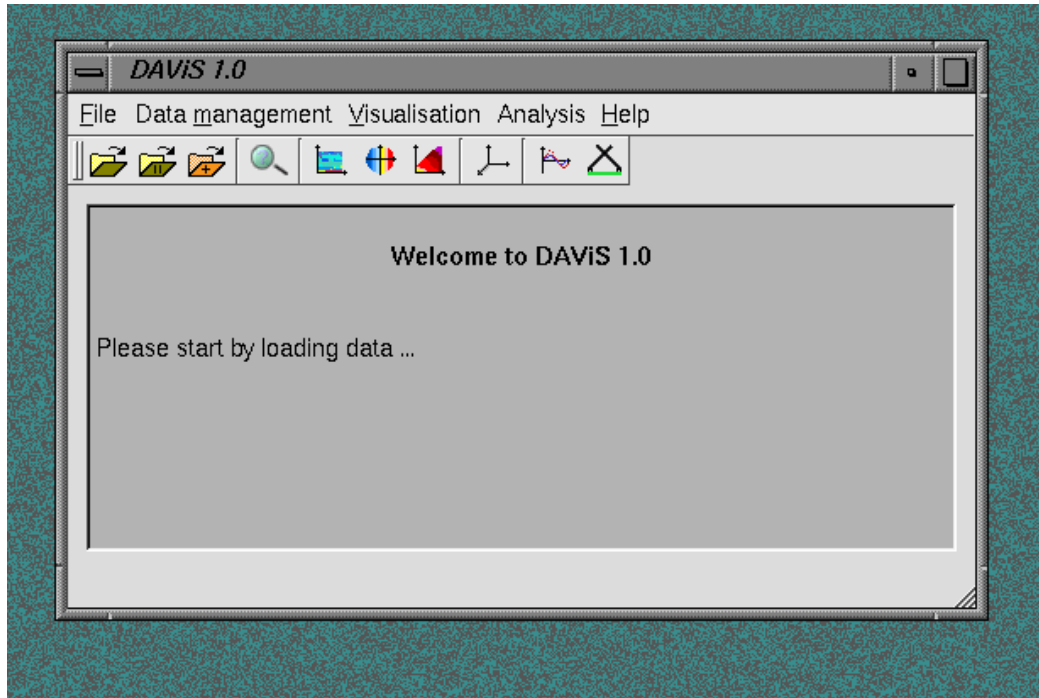 DAViS 1.0
File Data management Visualisation Analysis Help
Welcome to DAViS 1.0
Please start by loading data ...